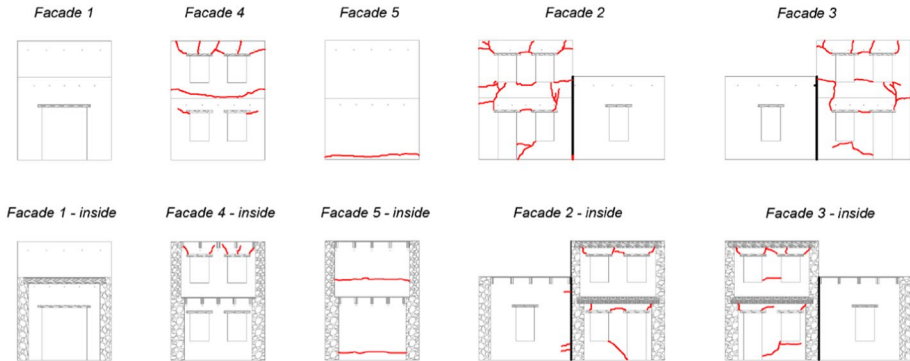 Facade 1
Facade 4
Facade 5
Facade 2
Facade 3
Facade 1 - inside
Facade 4 - inside
Facade 5 - inside
Facade 2 - inside
Facade 3 - inside